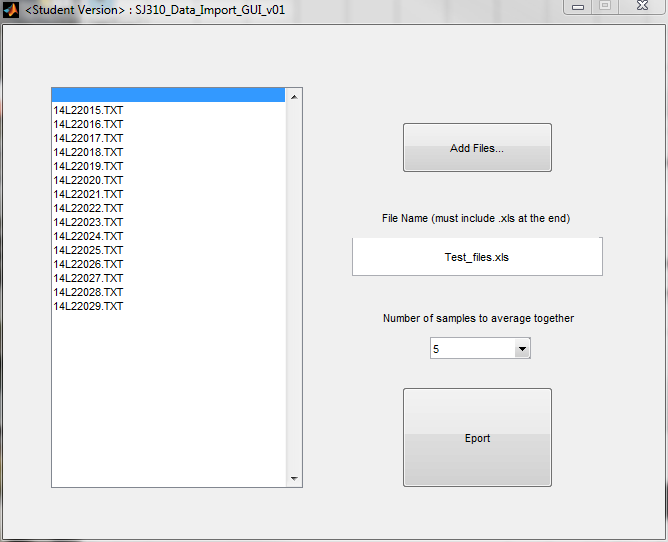 <Student Version> : SJ310_Data_Import_GUI_v01
14L22015.TXT
14L22016.TXT
14L22017.TXT
14L22018.TXT
14L22019.TXT
14L22020.TXT
14L22021.TXT
14L22022.TXT
14L22023.TXT
14L22024.TXT
14L22025.TXT
14L22026.TXT
14L22027.TXT
14L22028.TXT
14L22029.TXT
Add Files...
File Name (must include .xls at the end)
Test_files.xls
Number of samples to average together
5
Eport